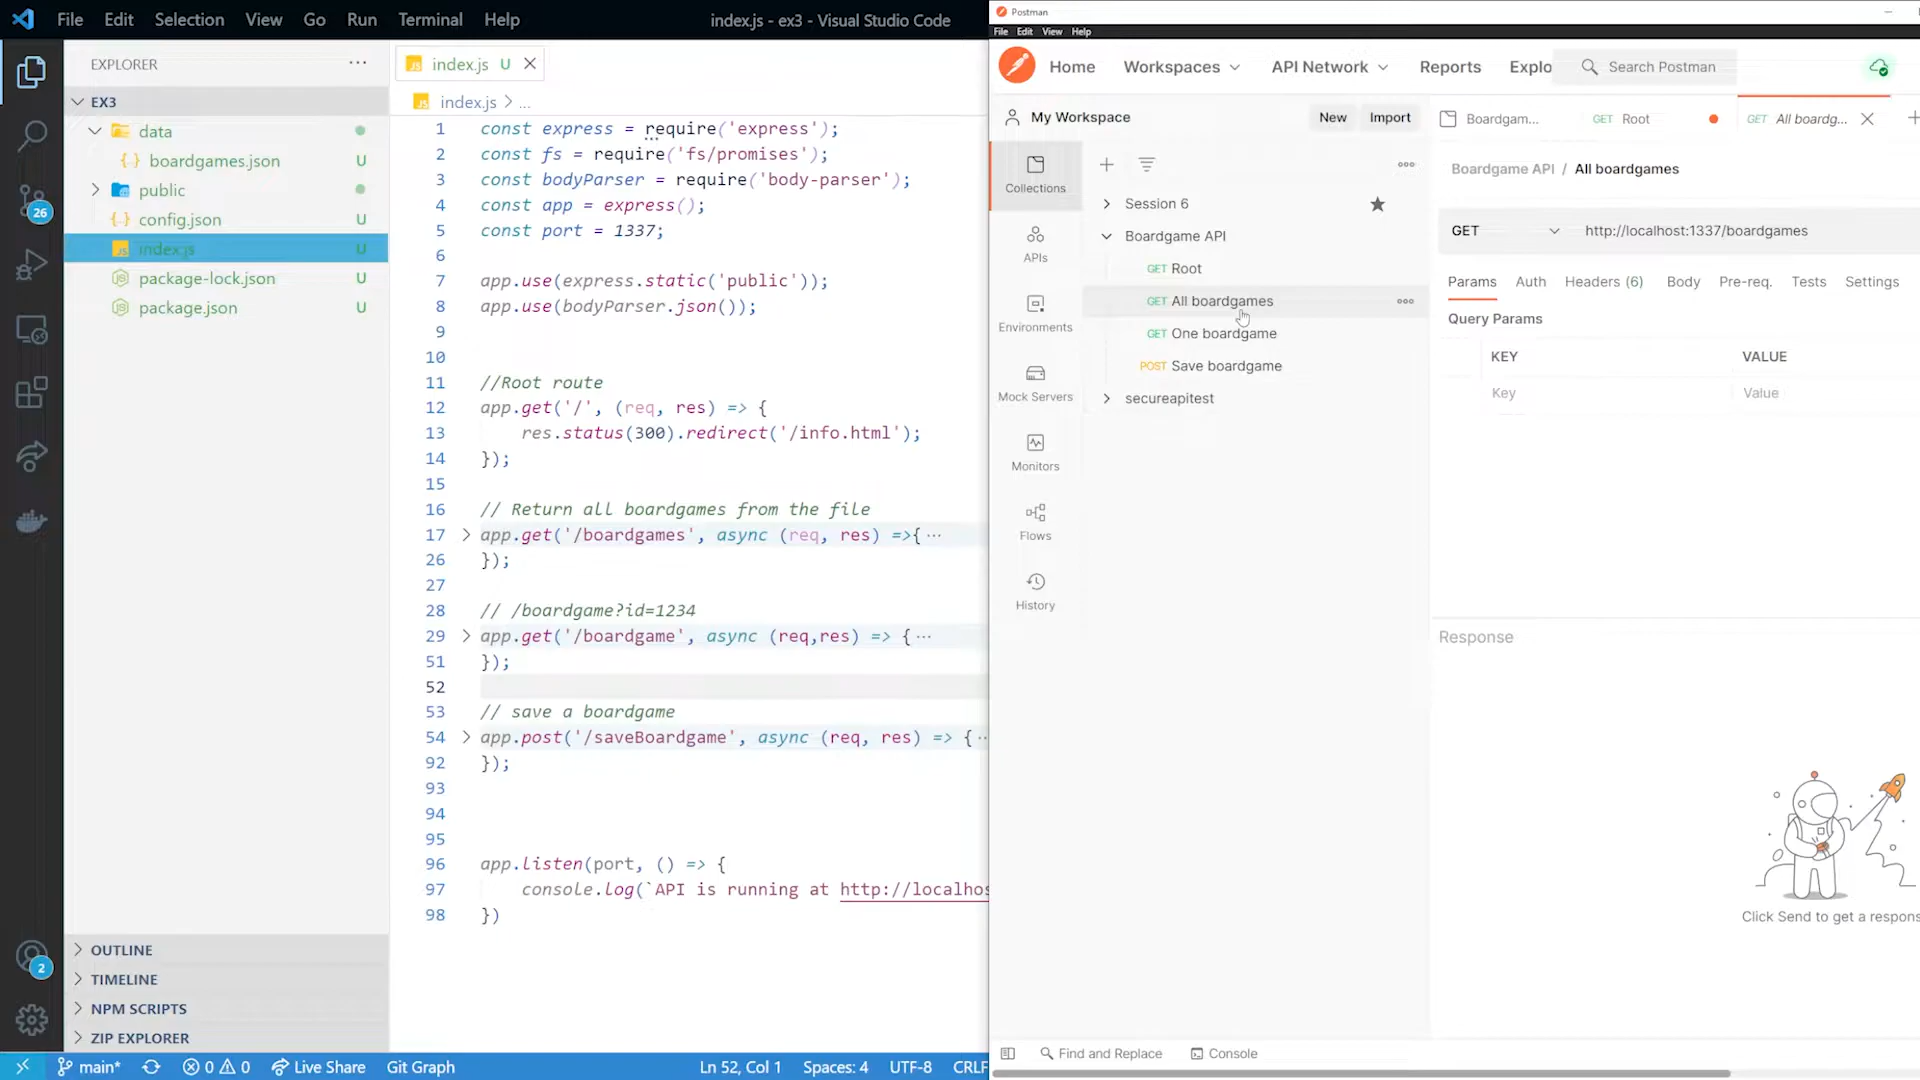 File Edit Selection View Go Run Terminal Help
index.js - ex3 - Visual Studio Code
EXPLORER
EX3
data
boardgames.json U
public
config.json U
index.js U
package-lock.json U
package.json U
OUTLINE
TIMELINE
NPM SCRIPTS
ZIP EXPLORER
26
2
index.js U
index.js > ...
1 const express = require('express');
2 const fs = require('fs/promises');
3 const bodyParser = require('body-parser');
4 const app = express();
5 const port = 1337;
6
7 app.use(express.static('public'));
8 app.use(bodyParser.json());
9
10
11 //Root route
12 app.get('/', (req, res) => {
13 res.status(300).redirect('/info.html');
14 });
15
16 // Return all boardgames from the file
17 app.get('/boardgames', async (req, res) =>{ ...
26 });
27
28 // /boardgame?id=1234
29 app.get('/boardgame', async (req,res) => { ...
51 });
52
53 // save a boardgame
54 app.post('/saveBoardgame', async (req, res) => { ..
92 });
93
94
95
96 app.listen(port, () => {
97 console.log(`API is running at http://localhos
98 })
main* 0 0 Live Share Git Graph Ln 52, Col 1 Spaces: 4 UTF-8 CRLF
Postman
File Edit View Help
Home Workspaces API Network Reports Explo Search Postman
My Workspace New Import
Collections
APIs
Environments
Mock Servers
Monitors
Flows
History
Session 6
Boardgame API
GET Root
GET All boardgames
GET One boardgame
POST Save boardgame
secureapitest
Boardgam... GET Root GET All boardg...
Boardgame API / All boardgames
GET http://localhost:1337/boardgames
Params Auth Headers (6) Body Pre-req. Tests Settings
Query Params
KEY VALUE
Key Value
Response
Click Send to get a respons
Find and Replace Console